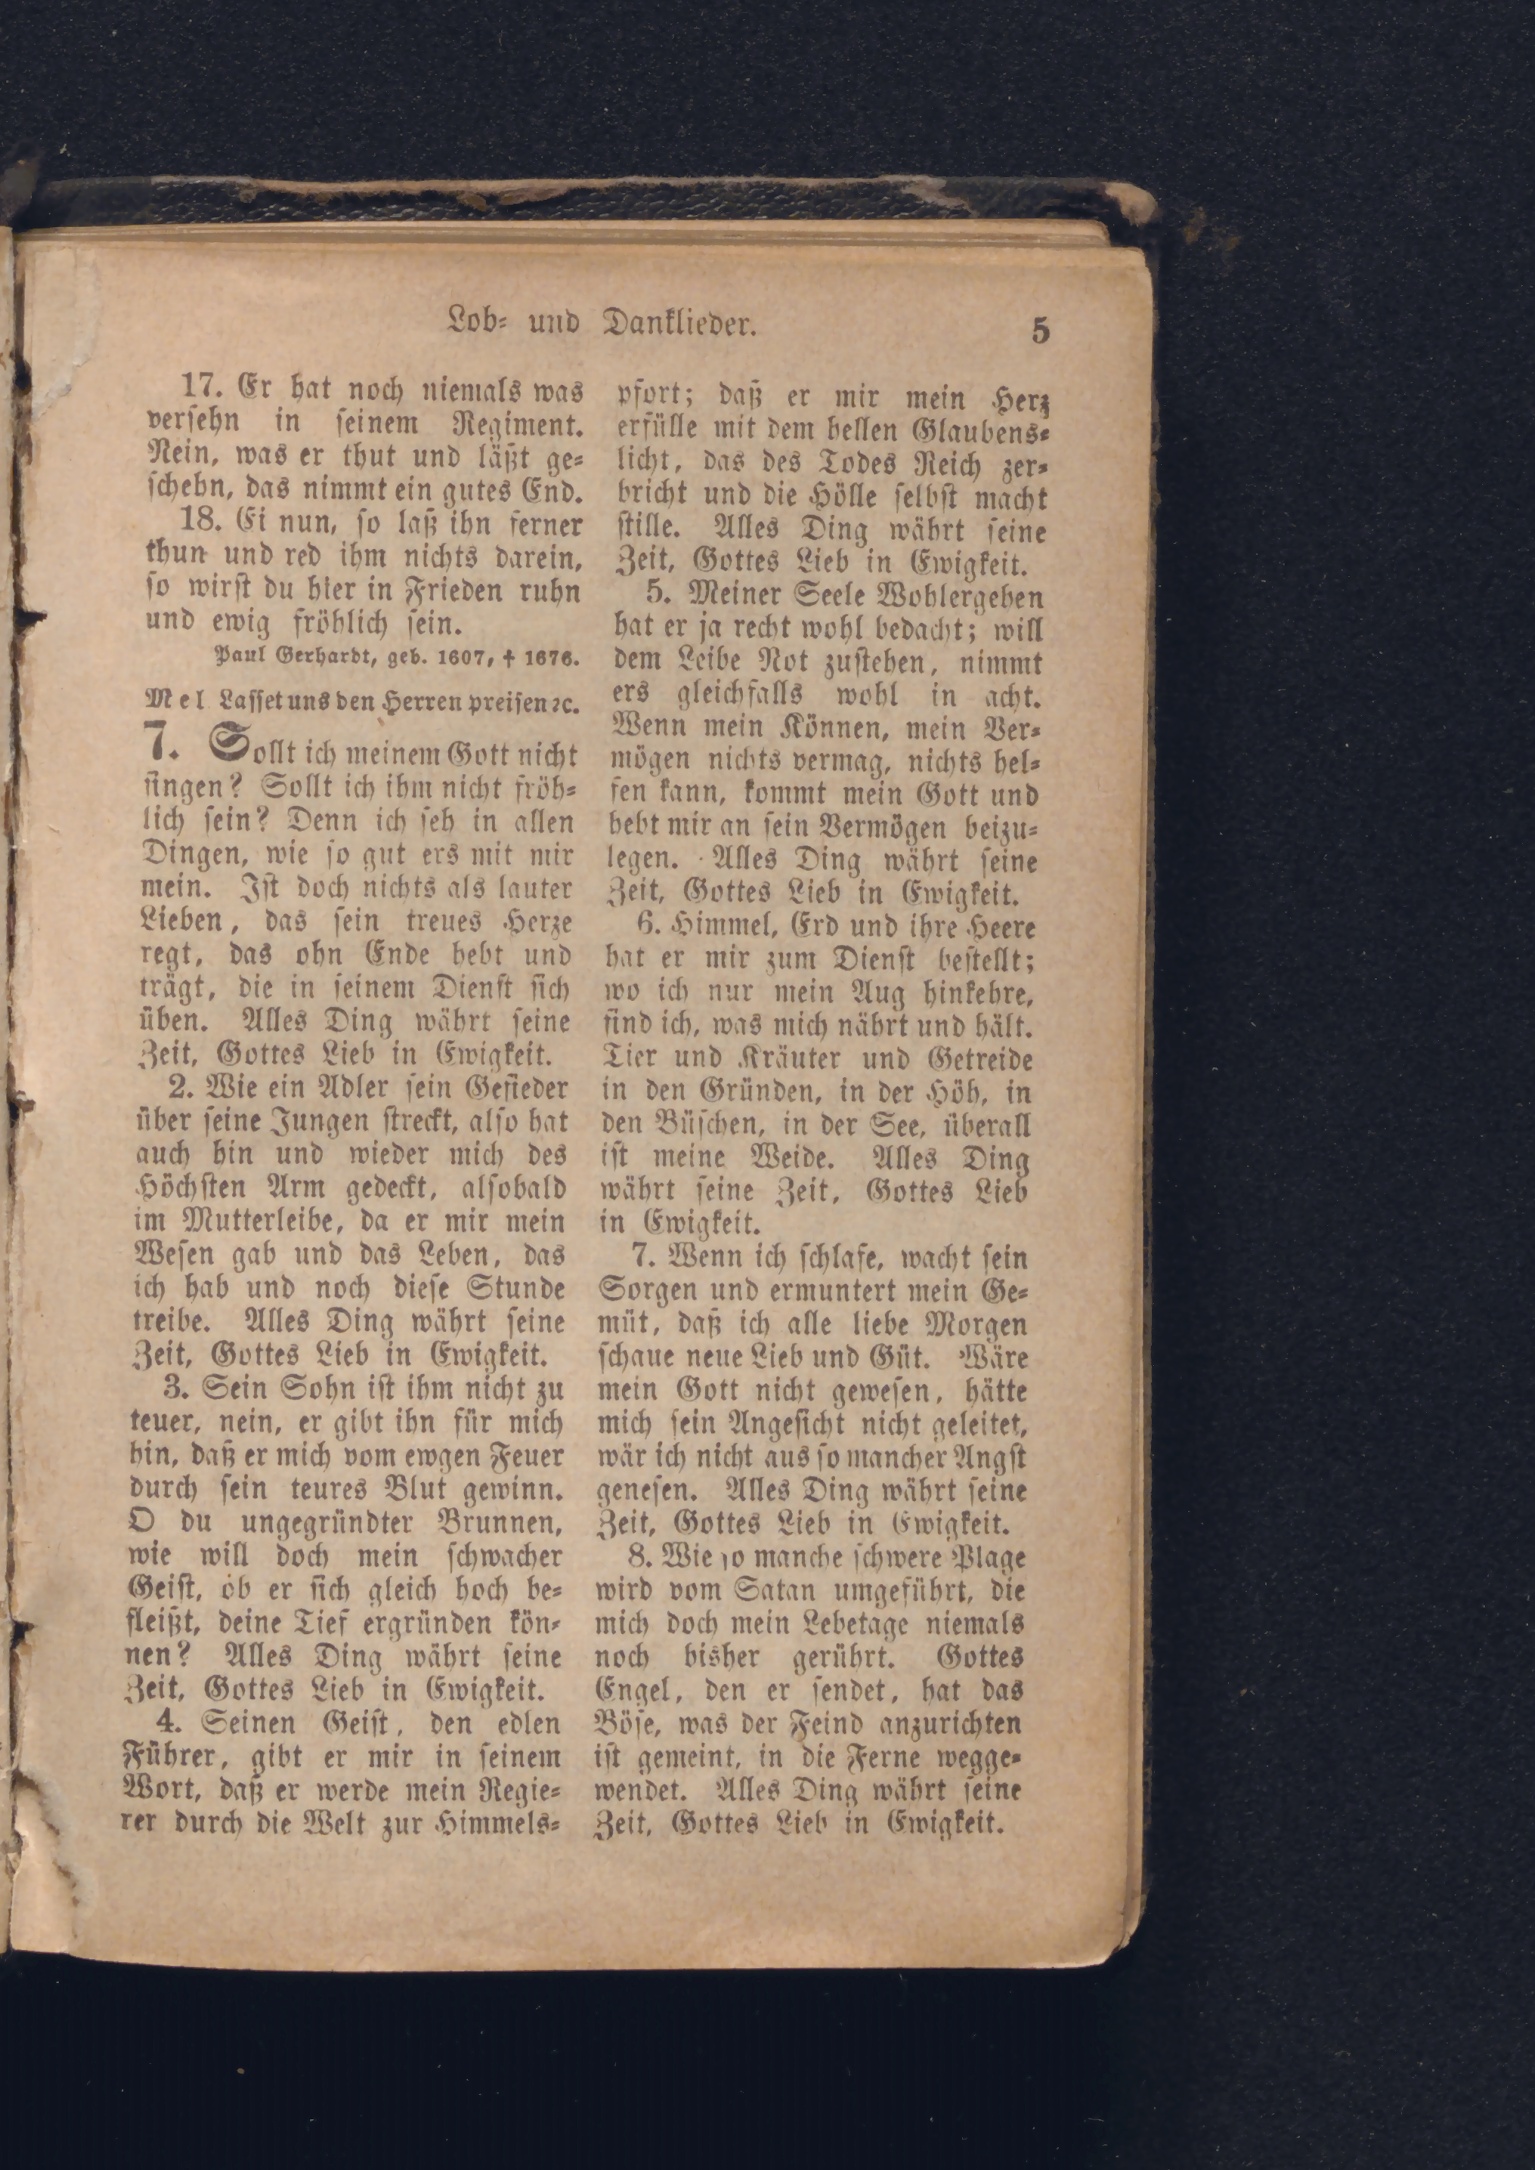 Lob= und Danklieder.
5
17. Er hat noch niemals was
versehn in seinem Regiment.
Nein, was er thut und läßt ge=
schehn, das nimmt ein gutes End.
18. Ei nun, so laß ihn ferner
thun und red ihm nichts darein,
so wirst du hier in Frieden ruhn
und ewig fröhlich sein.
Paul Gerhardt, geb. 1607, † 1676.
Mel Lasset uns den Herren preisen ꝛc.
7. Sollt ich meinem Gott nicht
singen? Sollt ich ihm nicht fröh=
lich sein? Denn ich seh in allen
Dingen, wie so gut ers mit mir
mein. Ist doch nichts als lauter
Lieben, das sein treues Herze
regt, das ohn Ende hebt und
trägt, die in seinem Dienst sich
üben. Alles Ding währt seine
Zeit, Gottes Lieb in Ewigkeit.
2. Wie ein Adler sein Gefieder
über seine Jungen streckt, also hat
auch hin und wieder mich des
Höchsten Arm gedeckt, alsobald
im Mutterleibe, da er mir mein
Wesen gab und das Leben, das
ich hab und noch diese Stunde
treibe. Alles Ding währt seine
Zeit, Gottes Lieb in Ewigkeit.
3. Sein Sohn ist ihm nicht zu
teuer, nein, er gibt ihn für mich
hin, daß er mich vom ewgen Feuer
durch sein teures Blut gewinn.
O du ungegründter Brunnen,
wie will doch mein schwacher
Geist, ob er sich gleich hoch be=
fleißt, deine Tief ergründen kön=
nen? Alles Ding währt seine
Zeit, Gottes Lieb in Ewigkeit.
4. Seinen Geist, den edlen
Führer, gibt er mir in seinem
Wort, daß er werde mein Regie=
rer durch die Welt zur Himmels=
pfort; daß er mir mein Herz
erfülle mit dem hellen Glaubens=
licht, das des Todes Reich zer=
bricht und die Hölle selbst macht
stille. Alles Ding währt seine
Zeit, Gottes Lieb in Ewigkeit.
5. Meiner Seele Wohlergehen
hat er ja recht wohl bedacht; will
dem Leibe Not zustehen, nimmt
ers gleichfalls wohl in acht.
Wenn mein Können, mein Ver=
mögen nichts vermag, nichts hel=
fen kann, kommt mein Gott und
hebt mir an sein Vermögen beizu=
legen. Alles Ding währt seine
Zeit, Gottes Lieb in Ewigkeit.
6. Himmel, Erd und ihre Heere
hat er mir zum Dienst bestellt;
wo ich nur mein Aug hinkehre,
find ich, was mich nährt und hält.
Tier und Kräuter und Getreide
in den Gründen, in der Höh, in
den Büschen, in der See, überall
ist meine Weide. Alles Ding
währt seine Zeit, Gottes Lieb
in Ewigkeit.
7. Wenn ich schlafe, wacht sein
Sorgen und ermuntert mein Ge=
müt, daß ich alle liebe Morgen
schaue neue Lieb und Güt. Wäre
mein Gott nicht gewesen, hätte
mich sein Angesicht nicht geleitet,
wär ich nicht aus so mancher Angst
genesen. Alles Ding währt seine
Zeit, Gottes Lieb in Ewigkeit.
8. Wie so manche schwere Plage
wird vom Satan umgeführt, die
mich doch mein Lebetage niemals
noch bisher gerührt. Gottes
Engel, den er sendet, hat das
Böse, was der Feind anzurichten
ist gemeint, in die Ferne wegge=
wendet. Alles Ding währt seine
Zeit, Gottes Lieb in Ewigkeit.